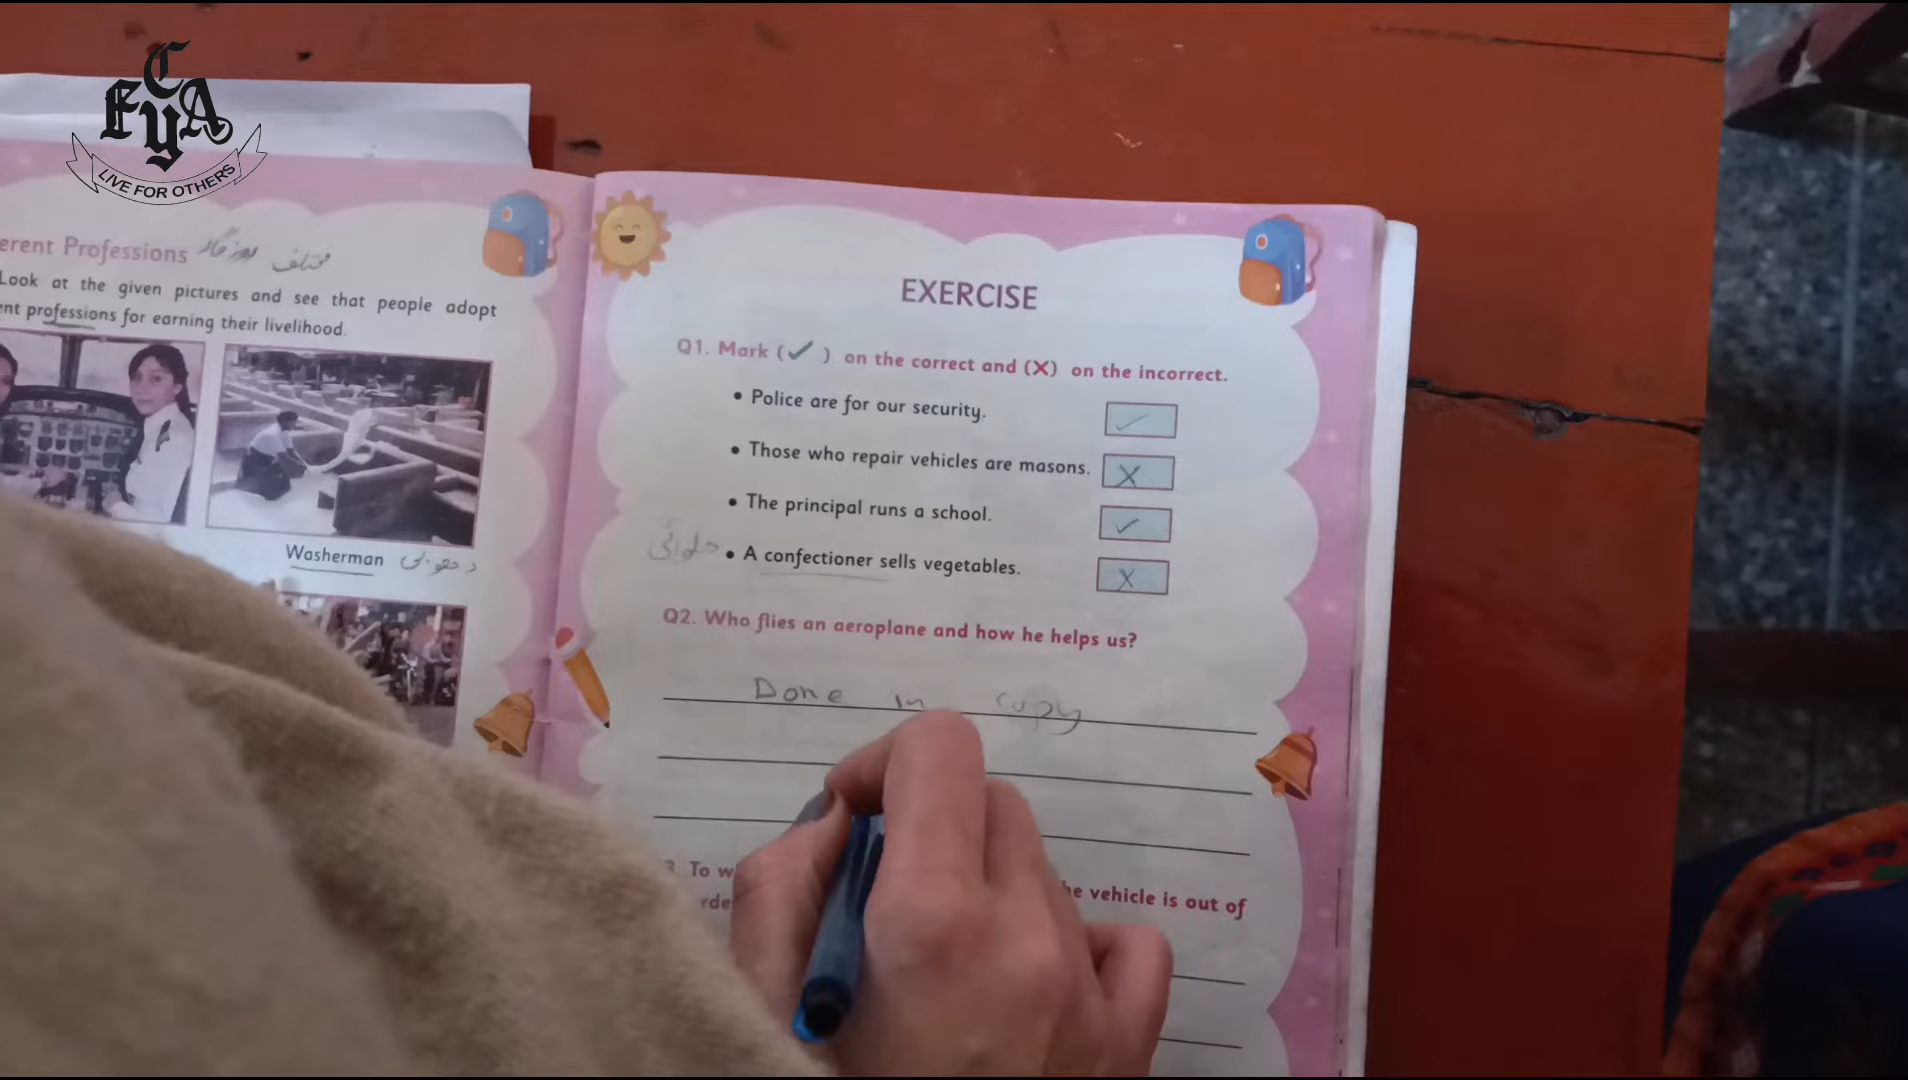 EYCA
LIVE FOR OTHERS
erent Professions مختلف روزگار
Look at the given pictures and see that people adopt
ent professions for earning their livelihood.
Washerman دھوبی
EXERCISE
Q1. Mark (✓) on the correct and (X) on the incorrect.
• Police are for our security. ✓
• Those who repair vehicles are masons. X
• The principal runs a school. ✓
حلوائی • A confectioner sells vegetables. X
Q2. Who flies an aeroplane and how he helps us?
Done in copy
To w
he vehicle is out of
rde